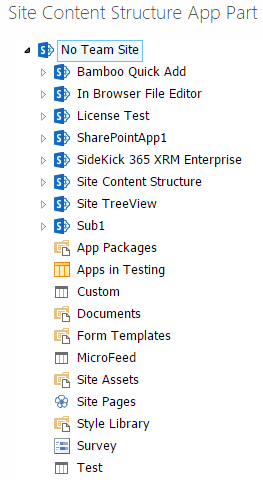 Site Content Structure App Part
No Team Site
Bamboo Quick Add
In Browser File Editor
License Test
SharePointApp1
SideKick 365 XRM Enterprise
Site Content Structure
Site TreeView
Sub1
App Packages
Apps in Testing
Custom
Documents
Form Templates
MicroFeed
Site Assets
Site Pages
Style Library
Survey
Test